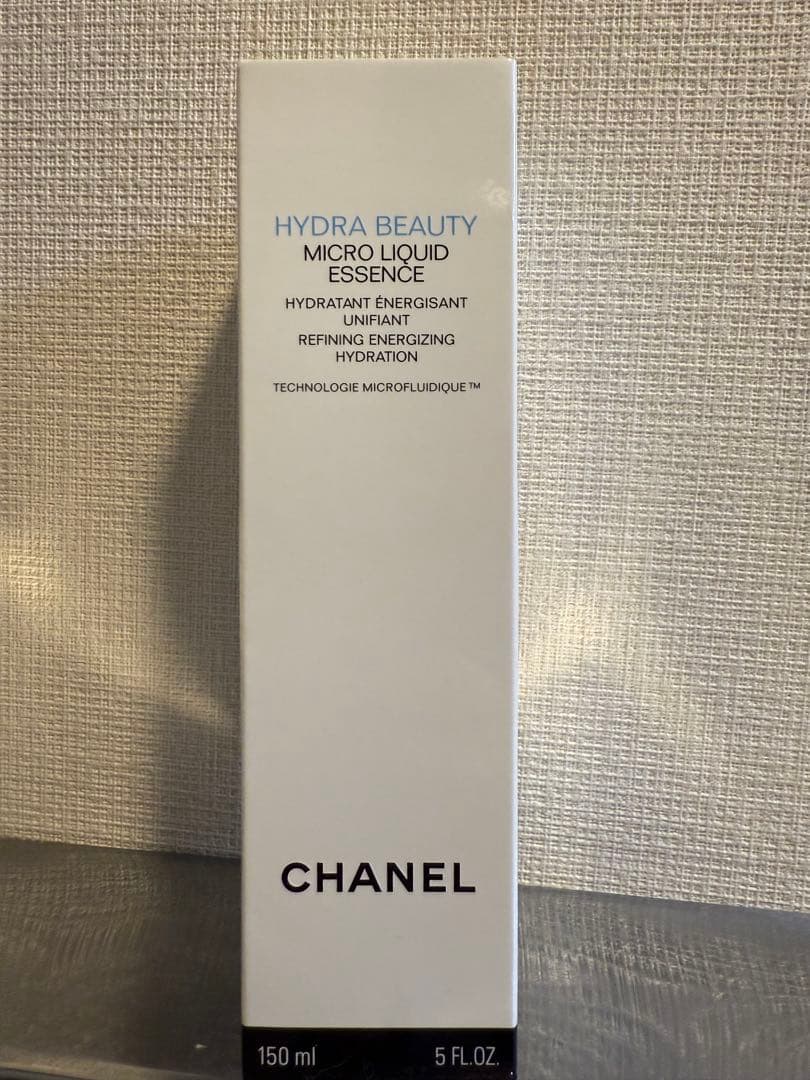 HYDRA BEAUTY
MICRO LIQUID
ESSENCE
HYDRATANT ÉNERGISANT
UNIFIANT
REFINING ENERGIZING
HYDRATION
TECHNOLOGIE MICROFLUIDIQUE™
CHANEL
150 ml 5 FL.OZ.